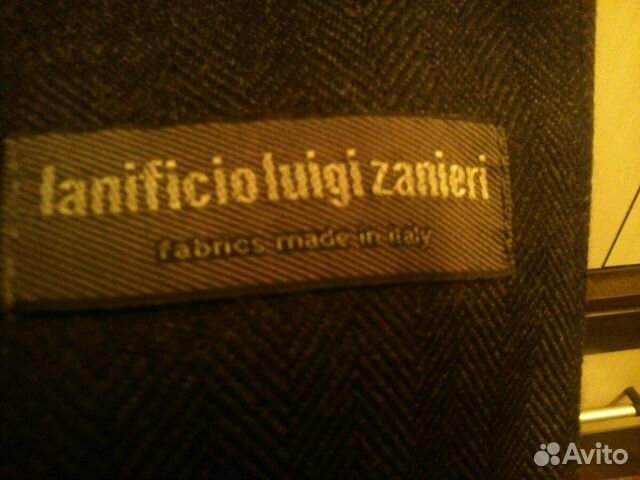 lanificio luigi zanieri
fabrics made in italy
Avito